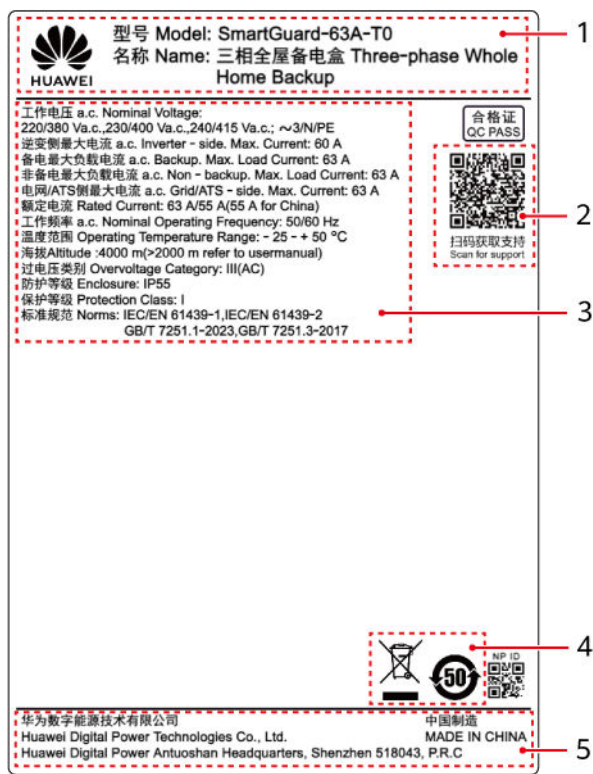 HUAWEI
型号 Model: SmartGuard-63A-T0
名称 Name: 三相全屋备电盒 Three-phase Whole
Home Backup
1
工作电压 a.c. Nominal Voltage:
220/380 Va.c.,230/400 Va.c.,240/415 Va.c.; ～3/N/PE
逆变侧最大电流 a.c. Inverter - side. Max. Current: 60 A
备电最大负载电流 a.c. Backup. Max. Load Current: 63 A
非备电最大负载电流 a.c. Non - backup. Max. Load Current: 63 A
电网/ATS侧最大电流 a.c. Grid/ATS - side. Max. Current: 63 A
额定电流 Rated Current: 63 A/55 A(55 A for China)
工作频率 a.c. Nominal Operating Frequency: 50/60 Hz
温度范围 Operating Temperature Range: - 25 - + 50 °C
海拔Altitude :4000 m(>2000 m refer to usermanual)
过电压类别 Overvoltage Category: III(AC)
防护等级 Enclosure: IP55
保护等级 Protection Class: I
标准规范 Norms: IEC/EN 61439-1,IEC/EN 61439-2
GB/T 7251.1-2023,GB/T 7251.3-2017
3
合格证
QC PASS
扫码获取支持
Scan for support
2
50
NP ID
4
华为数字能源技术有限公司
中国制造
Huawei Digital Power Technologies Co., Ltd.
MADE IN CHINA
Huawei Digital Power Antuoshan Headquarters, Shenzhen 518043, P.R.C
5